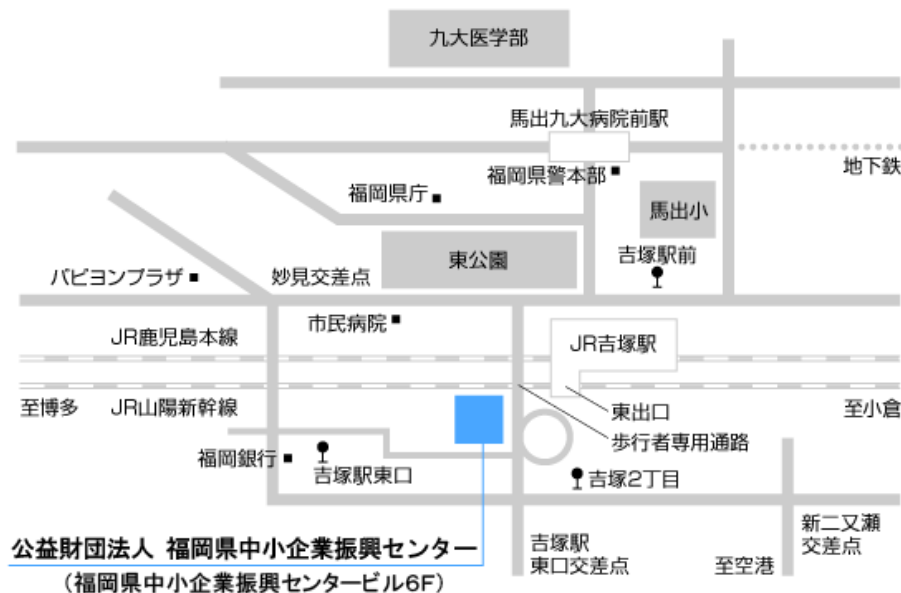 九大医学部
馬出九大病院前駅
地下鉄
福岡県警本部
福岡県庁
馬出小
吉塚駅前
東公園
パピヨンプラザ
妙見交差点
市民病院
JR鹿児島本線
JR吉塚駅
至博多
JR山陽新幹線
東出口
至小倉
歩行者専用通路
福岡銀行
吉塚駅東口
吉塚2丁目
新二又瀬
交差点
吉塚駅
東口交差点
至空港
公益財団法人 福岡県中小企業振興センター
(福岡県中小企業振興センタービル6F)